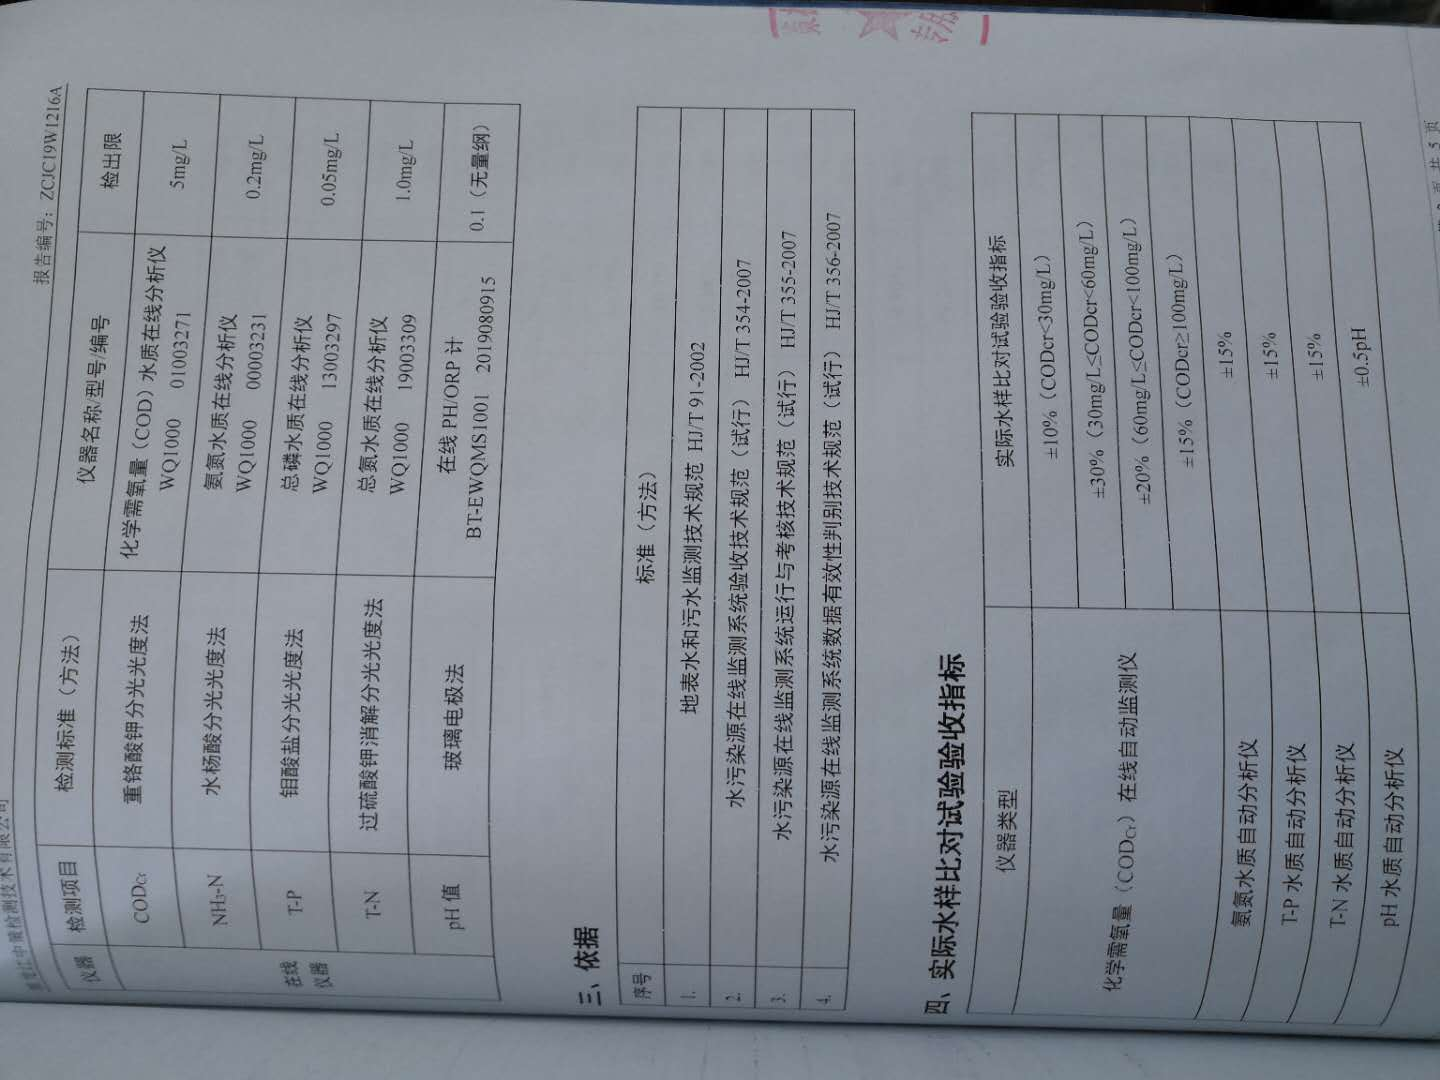 报告编号：ZCJC19W1216A
仪器 检测项目 检测标准（方法） 仪器名称/型号/编号 检出限
在线仪器
CODCr 重铬酸钾分光光度法 化学需氧量（COD）水质在线分析仪 5mg/L
WQ1000 01003271
NH3-N 水杨酸分光光度法 氨氮水质在线分析仪 0.2mg/L
WQ1000 00003231
T-P 钼酸盐分光光度法 总磷水质在线分析仪 0.05mg/L
WQ1000 13003297
T-N 过硫酸钾消解分光光度法 总氮水质在线分析仪 1.0mg/L
WQ1000 19003309
pH 值 玻璃电极法 在线 PH/ORP 计 0.1（无量纲）
BT-EWQMS1001 2019080915
三、依据
序号 标准（方法）
1. 地表水和污水监测技术规范 HJ/T 91-2002
2. 水污染源在线监测系统验收技术规范（试行） HJ/T 354-2007
3. 水污染源在线监测系统运行与考核技术规范（试行） HJ/T 355-2007
4. 水污染源在线监测系统数据有效性判别技术规范（试行） HJ/T 356-2007
四、实际水样比对试验验收指标
仪器类型 实际水样比对试验验收指标
化学需氧量（CODCr）在线自动监测仪
±10%（CODcr<30mg/L）
±30%（30mg/L≤CODcr<60mg/L）
±20%（60mg/L≤CODcr<100mg/L）
±15%（CODcr≥100mg/L）
氨氮水质自动分析仪 ±15%
T-P 水质自动分析仪 ±15%
T-N 水质自动分析仪 ±15%
pH 水质自动分析仪 ±0.5pH
页 共 5 页